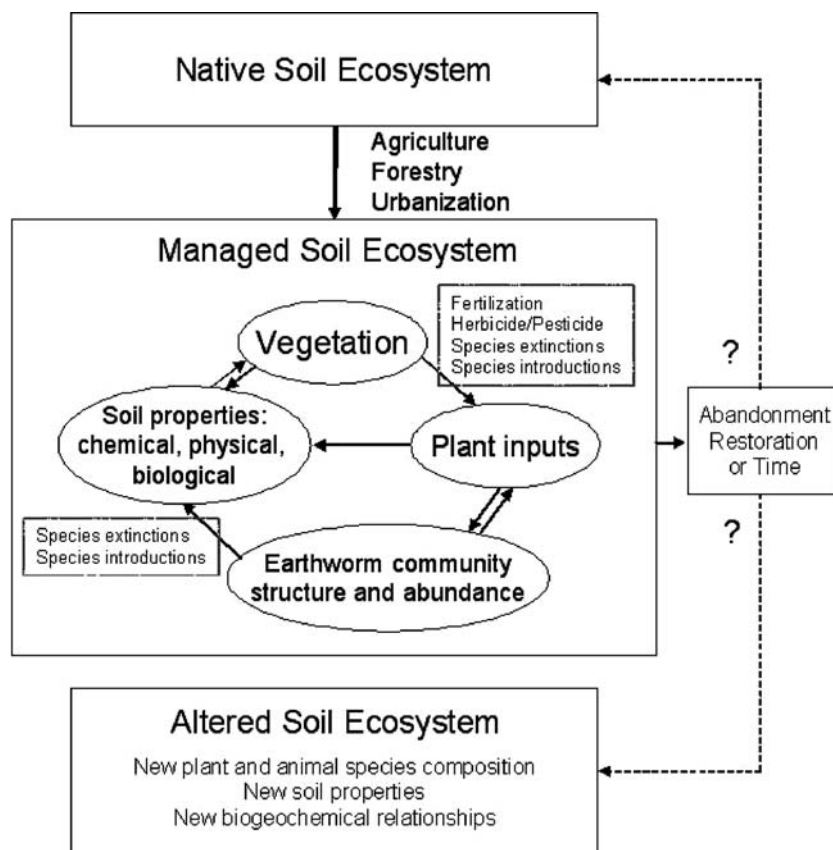 Native Soil Ecosystem
Agriculture
Forestry
Urbanization
Managed Soil Ecosystem
Fertilization
Herbicide/Pesticide
Species extinctions
Species introductions
Vegetation
Soil properties:
chemical, physical,
biological
Plant inputs
Species extinctions
Species introductions
Earthworm community
structure and abundance
?
Abandonment
Restoration
or Time
?
Altered Soil Ecosystem
New plant and animal species composition
New soil properties
New biogeochemical relationships